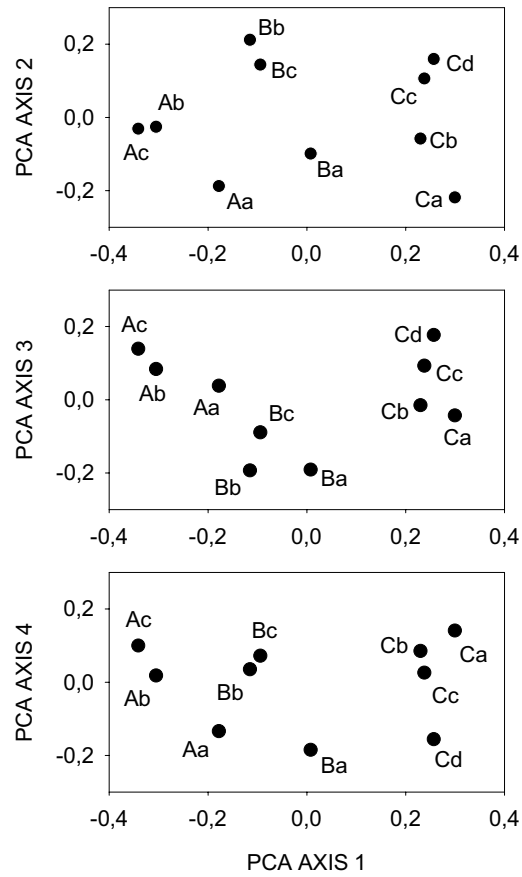 PCA AXIS 2
0,2
0,0
-0,2
Bb
Bc
Cd
Cc
Ab
Ac
Cb
Ba
Aa
Ca
-0,4 -0,2 0,0 0,2 0,4
PCA AXIS 3
0,2
0,0
-0,2
Ac
Cd
Ab
Aa
Cc
Bc
Cb
Ca
Bb
Ba
-0,4 -0,2 0,0 0,2 0,4
PCA AXIS 4
0,2
0,0
-0,2
Ac
Bc
Cb
Ca
Ab
Bb
Cc
Aa
Ba
Cd
-0,4 -0,2 0,0 0,2 0,4
PCA AXIS 1